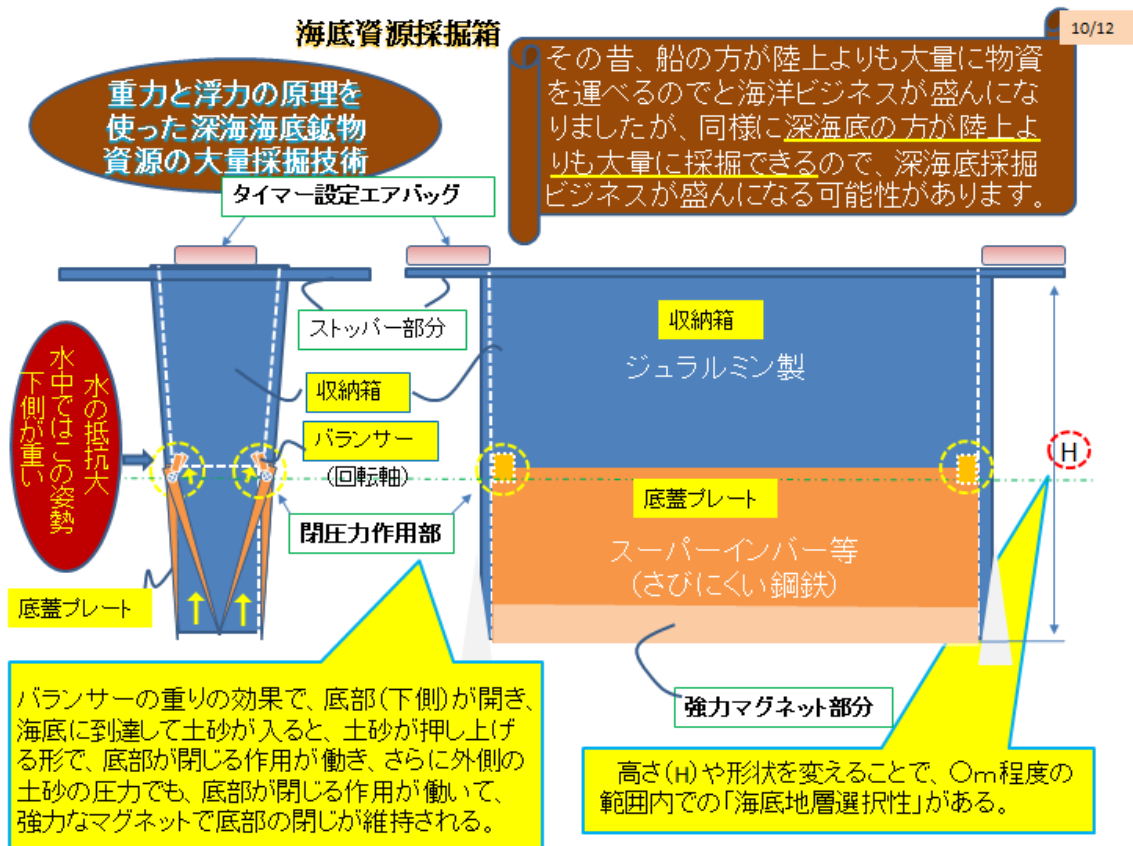 海底資源採掘箱
10/12
重力と浮力の原理を
使った深海海底鉱物
資源の大量採掘技術
その昔、船の方が陸上よりも大量に物資
を運べるのでと海洋ビジネスが盛んにな
りましたが、同様に深海底の方が陸上よ
りも大量に採掘できるので、深海底採掘
ビジネスが盛んになる可能性があります。
タイマー設定エアバッグ
ストッパー部分
収納箱
ジュラルミン製
収納箱
水の抵抗大
水中ではこの姿勢
下側が重い
バランサー
(回転軸)
H
閉圧力作用部
底蓋プレート
スーパーインバー等
(さびにくい鋼鉄)
底蓋プレート
強力マグネット部分
バランサーの重りの効果で、底部(下側)が開き、
海底に到達して土砂が入ると、土砂が押し上げ
る形で、底部が閉じる作用が働き、さらに外側の
土砂の圧力でも、底部が閉じる作用が働いて、
強力なマグネットで底部の閉じが維持される。
高さ(H)や形状を変えることで、〇m程度の
範囲内での「海底地層選択性」がある。